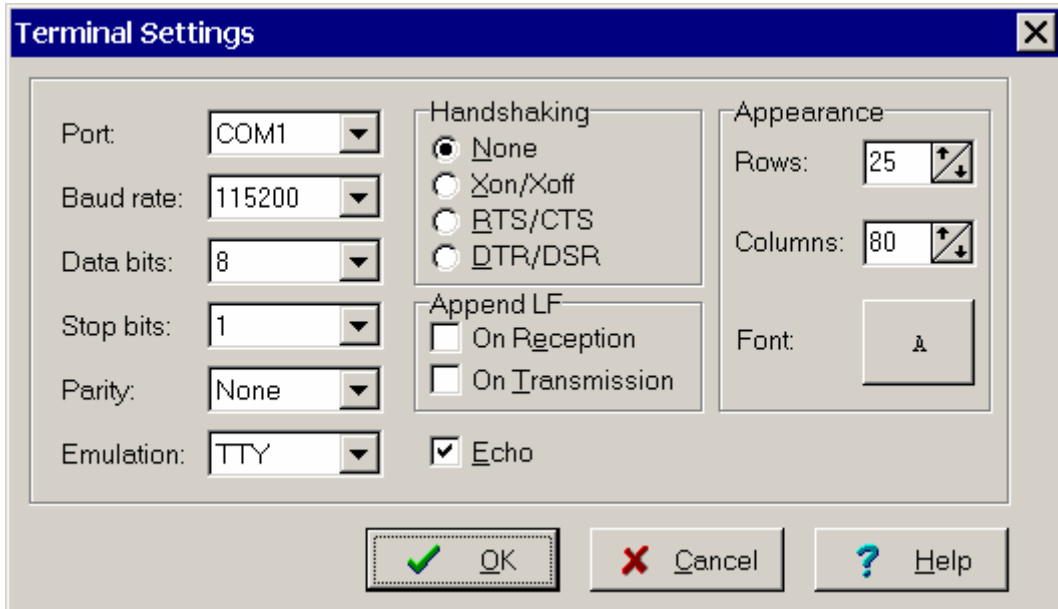 Terminal Settings
Port: COM1
Baud rate: 115200
Data bits: 8
Stop bits: 1
Parity: None
Emulation: TTY
Handshaking
None
Xon/Xoff
RTS/CTS
DTR/DSR
Append LF
On Reception
On Transmission
Echo
Appearance
Rows: 25
Columns: 80
Font: A
OK
Cancel
? Help